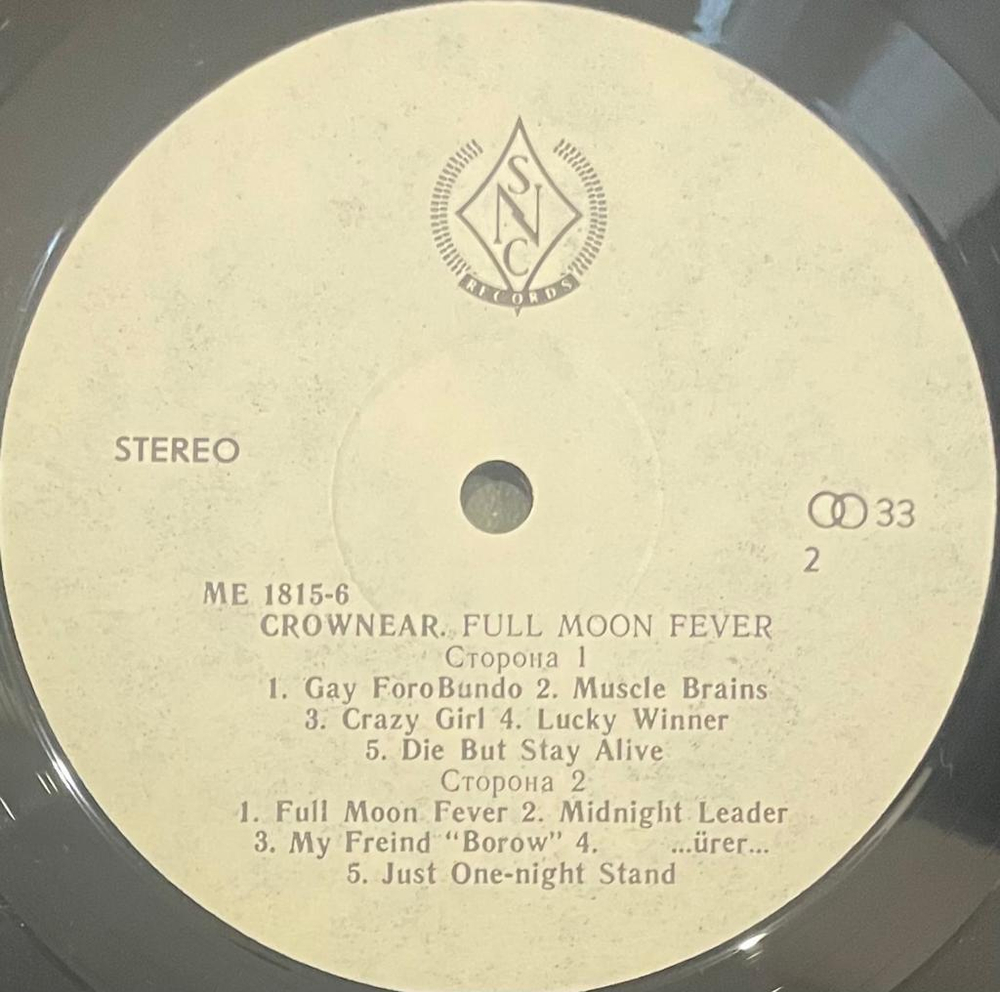 SNC
RECORDS
STEREO
33
2
ME 1815-6
CROWNEAR. FULL MOON FEVER
Сторона 1
1. Gay ForoBundo 2. Muscle Brains
3. Crazy Girl 4. Lucky Winner
5. Die But Stay Alive
Сторона 2
1. Full Moon Fever 2. Midnight Leader
3. My Freind “Borow” 4. ...ürer...
5. Just One-night Stand